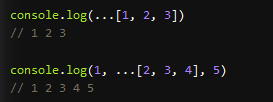 console.log(...[1, 2, 3])
// 1 2 3
console.log(1, ...[2, 3, 4], 5)
// 1 2 3 4 5